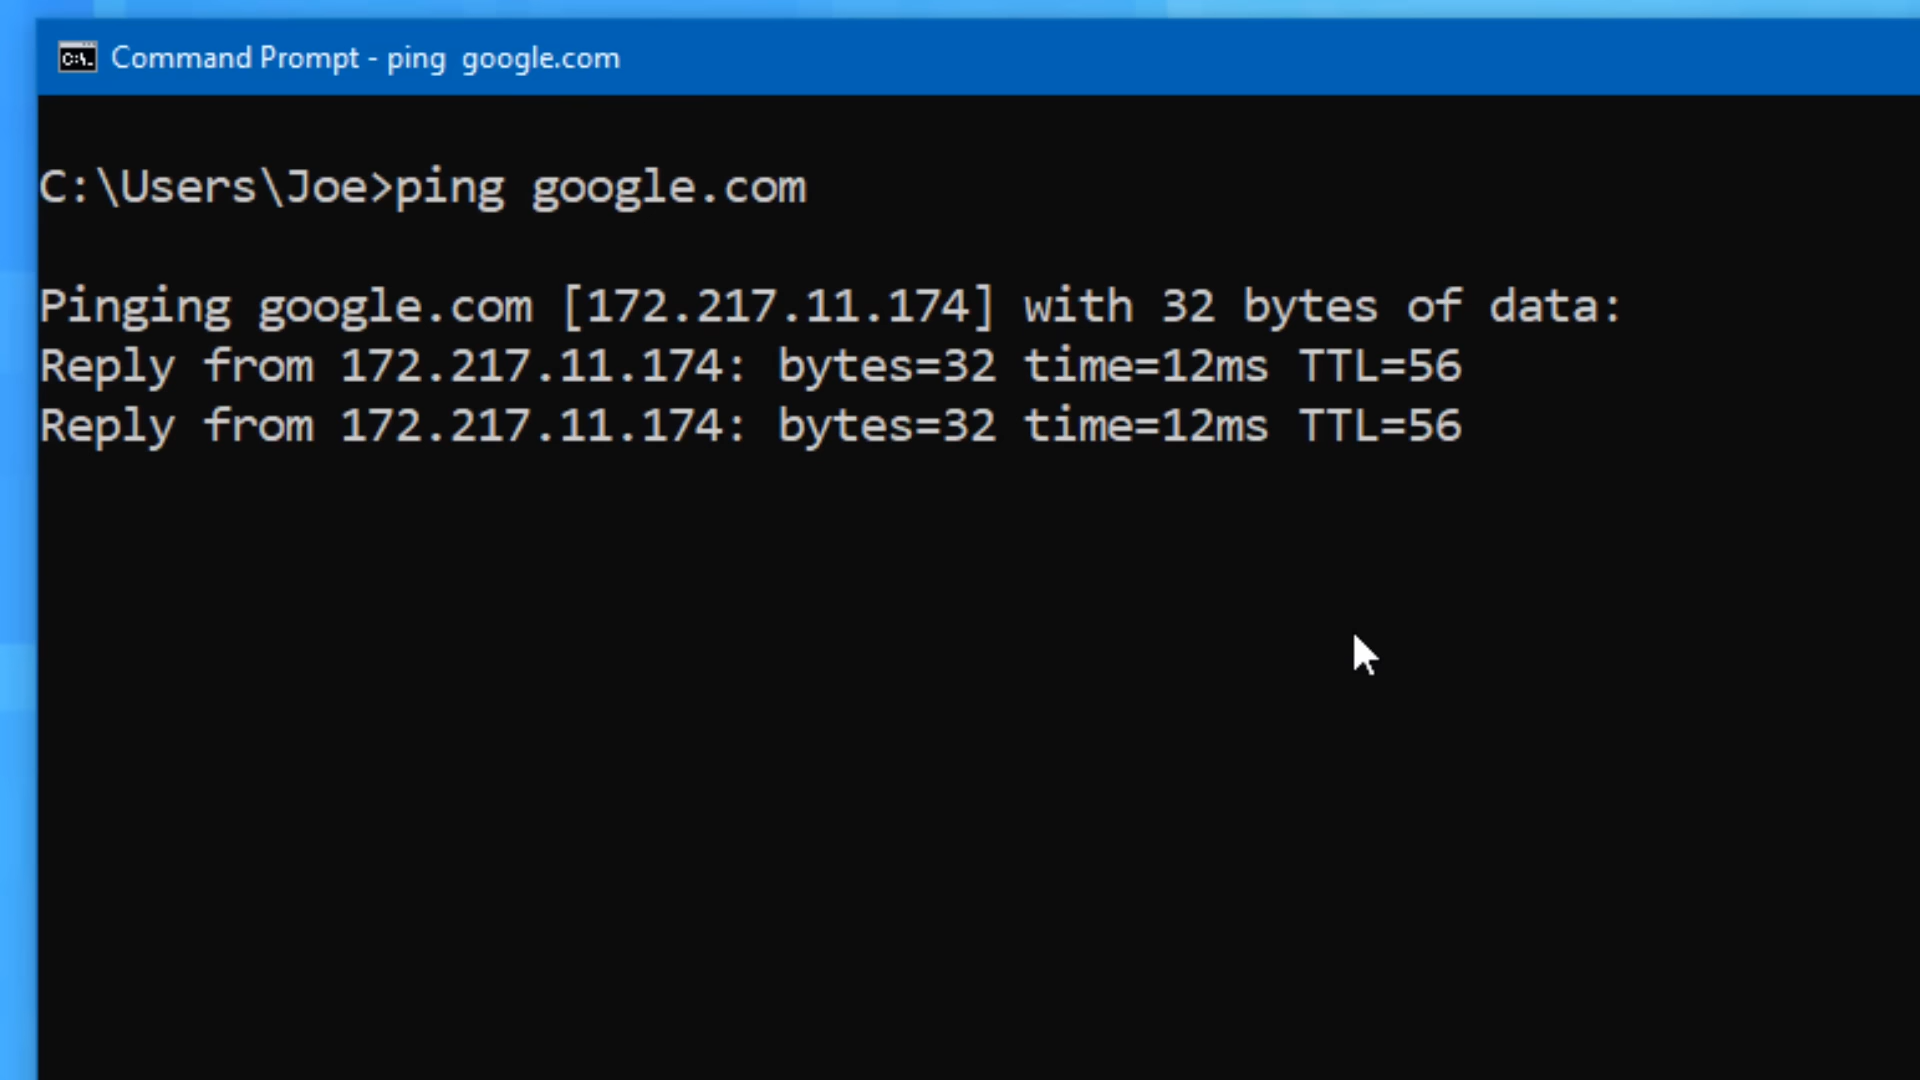 Command Prompt - ping  google.com
C:\Users\Joe>ping google.com
Pinging google.com [172.217.11.174] with 32 bytes of data:
Reply from 172.217.11.174: bytes=32 time=12ms TTL=56
Reply from 172.217.11.174: bytes=32 time=12ms TTL=56